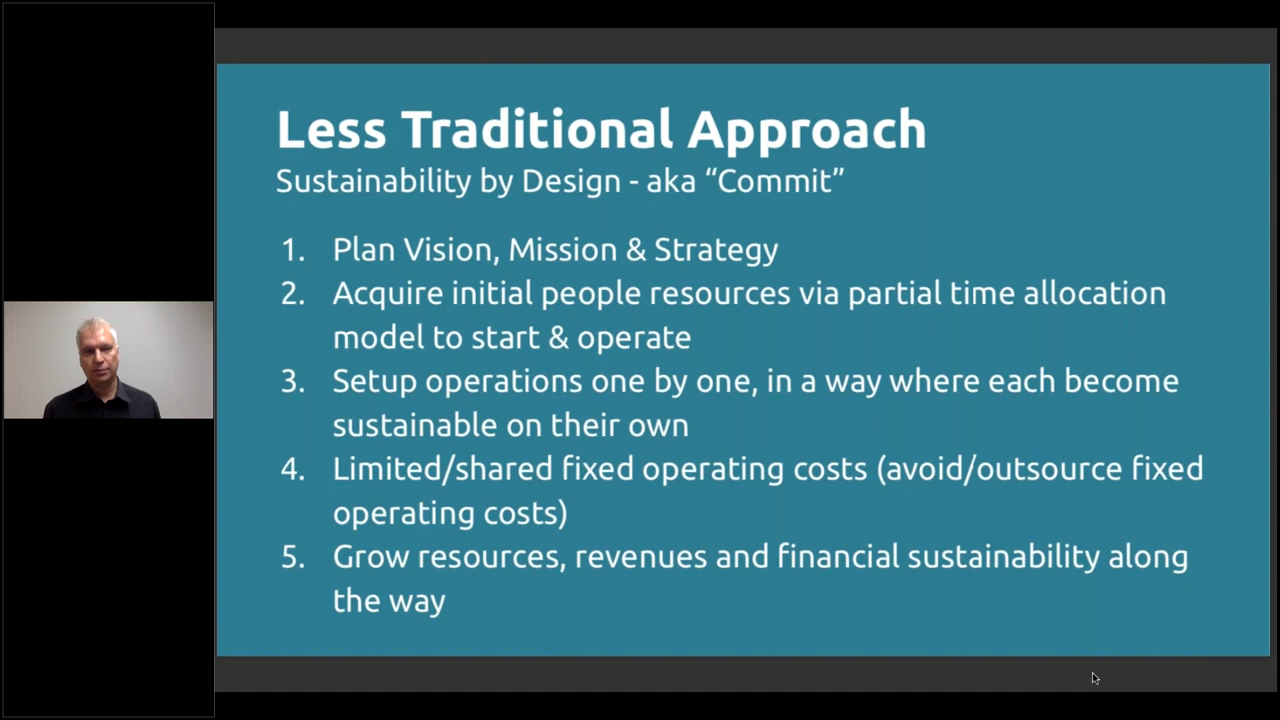 Less Traditional Approach
Sustainability by Design - aka “Commit”
1. Plan Vision, Mission & Strategy
2. Acquire initial people resources via partial time allocation
model to start & operate
3. Setup operations one by one, in a way where each become
sustainable on their own
4. Limited/shared fixed operating costs (avoid/outsource fixed
operating costs)
5. Grow resources, revenues and financial sustainability along
the way